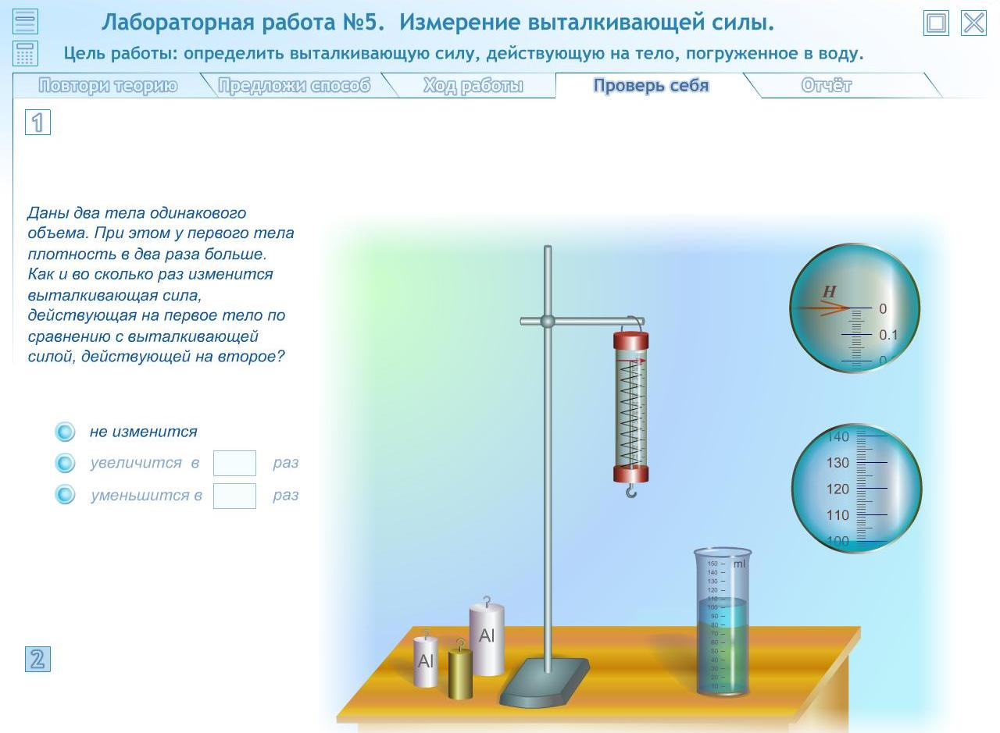 Лабораторная работа №5. Измерение выталкивающей силы.
Цель работы: определить выталкивающую силу, действующую на тело, погруженное в воду.
Повтори теорию
Предложи способ
Ход работы
Проверь себя
Отчёт
1
Даны два тела одинакового
объема. При этом у первого тела
плотность в два раза больше.
Как и во сколько раз изменится
выталкивающая сила,
действующая на первое тело по
сравнению с выталкивающей
силой, действующей на второе?
не изменится
увеличится в раз
уменьшится в раз
2
H
0
0.1
140
130
120
110
100
Al
Al
150 ml
140
130
120
110
100
90
80
70
60
50
40
30
20
10